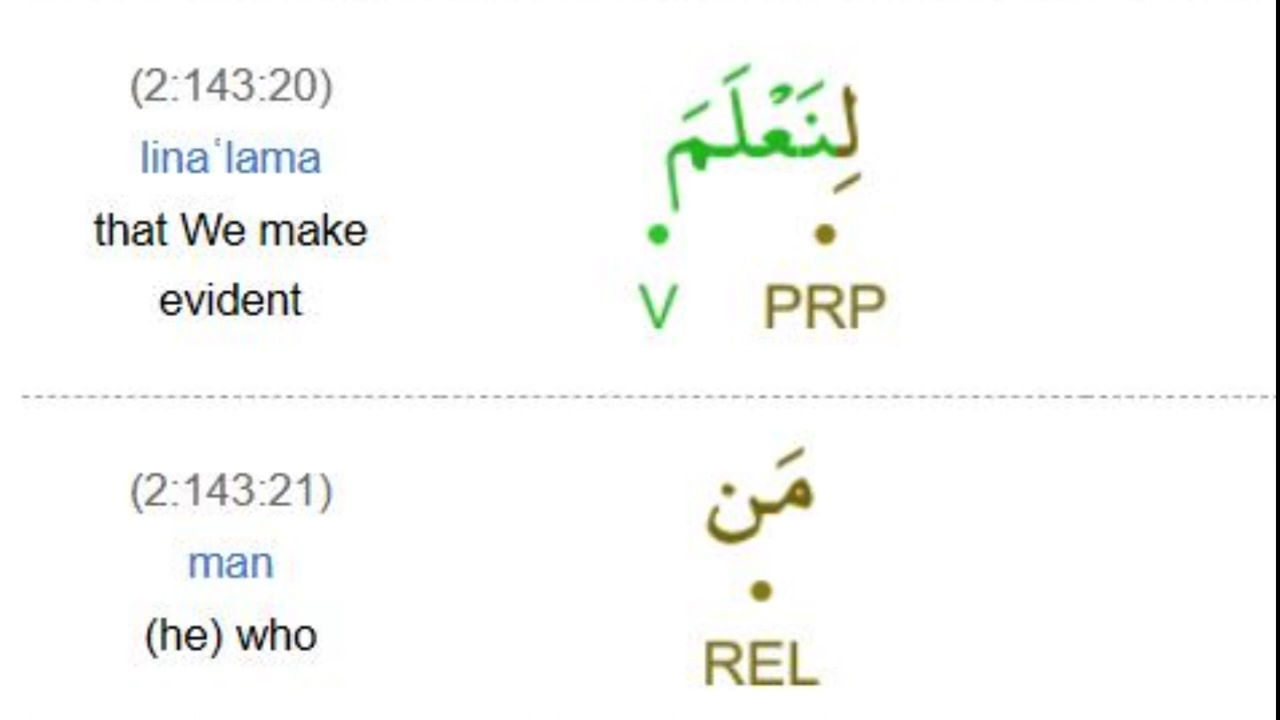 (2:143:20)
linaʿlama
that We make
evident
لِنَعْلَمَ
V PRP
(2:143:21)
man
(he) who
مَن
REL